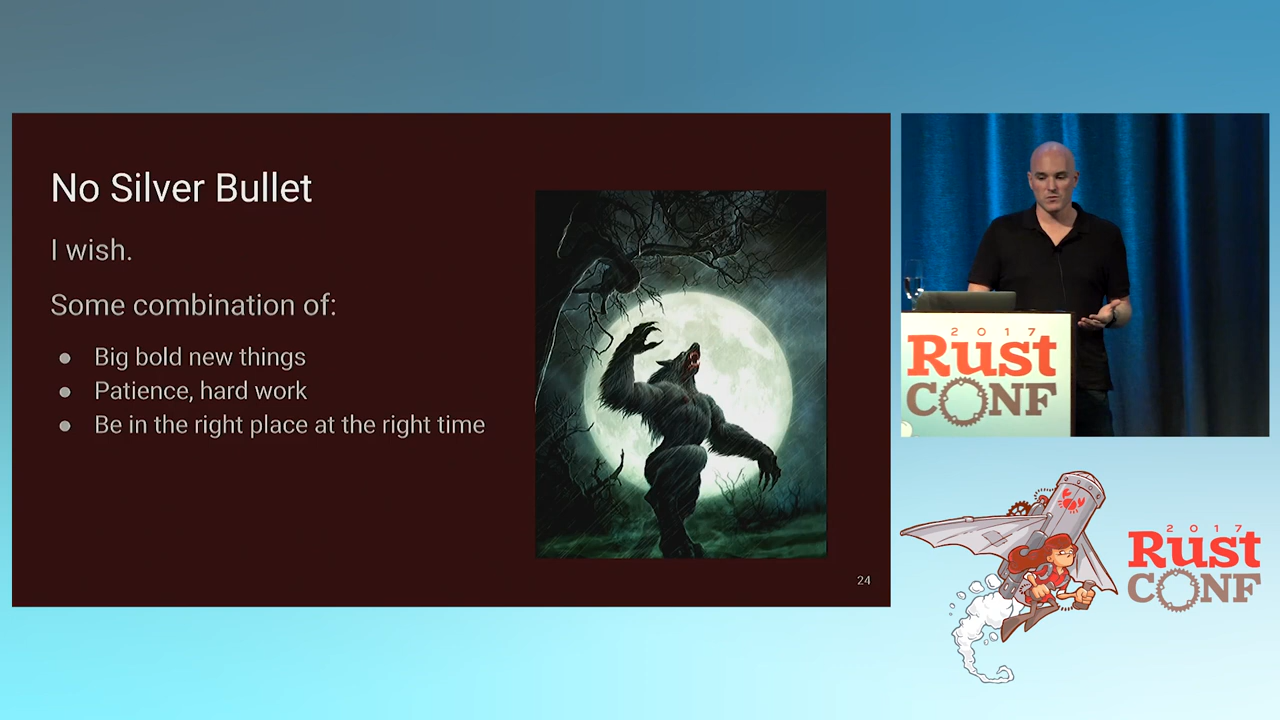 No Silver Bullet
I wish.
Some combination of:
● Big bold new things
● Patience, hard work
● Be in the right place at the right time
24
2017
Rust
CONF
2017
Rust
CONF